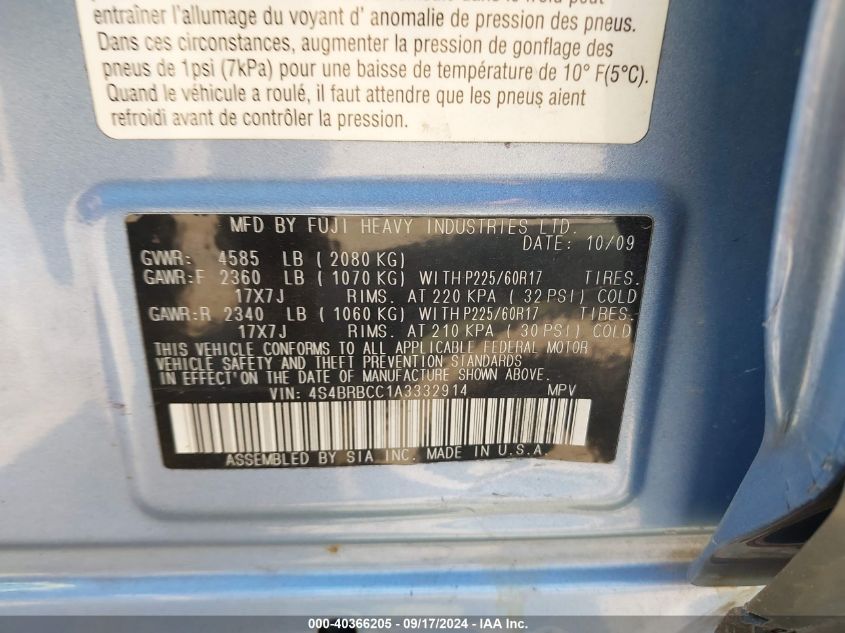 entraîner l'allumage du voyant d' anomalie de pression des pneus.
Dans ces circonstances, augmenter la pression de gonflage des
pneus de 1psi (7kPa) pour une baisse de température de 10° F(5°C).
Quand le véhicule a roulé, il faut attendre que les pneus aient
refroidi avant de contrôler la pression.
MFD BY FUJI HEAVY INDUSTRIES LTD.
DATE: 10/09
GVWR: 4585 LB ( 2080 KG)
GAWR:F 2360 LB ( 1070 KG) WITH P225/60R17 TIRES.
17X7J RIMS. AT 220 KPA ( 32 PSI) COLD
GAWR:R 2340 LB ( 1060 KG) WITH P225/60R17 TIRES.
17X7J RIMS. AT 210 KPA ( 30 PSI) COLD
THIS VEHICLE CONFORMS TO ALL APPLICABLE FEDERAL MOTOR
VEHICLE SAFETY AND THEFT PREVENTION STANDARDS
IN EFFECT ON THE DATE OF MANUFACTURE SHOWN ABOVE.
VIN: 4S4BRBCC1A3332914 MPV
ASSEMBLED BY SIA INC. MADE IN U.S.A.
000-40366205 - 09/17/2024 - IAA Inc.